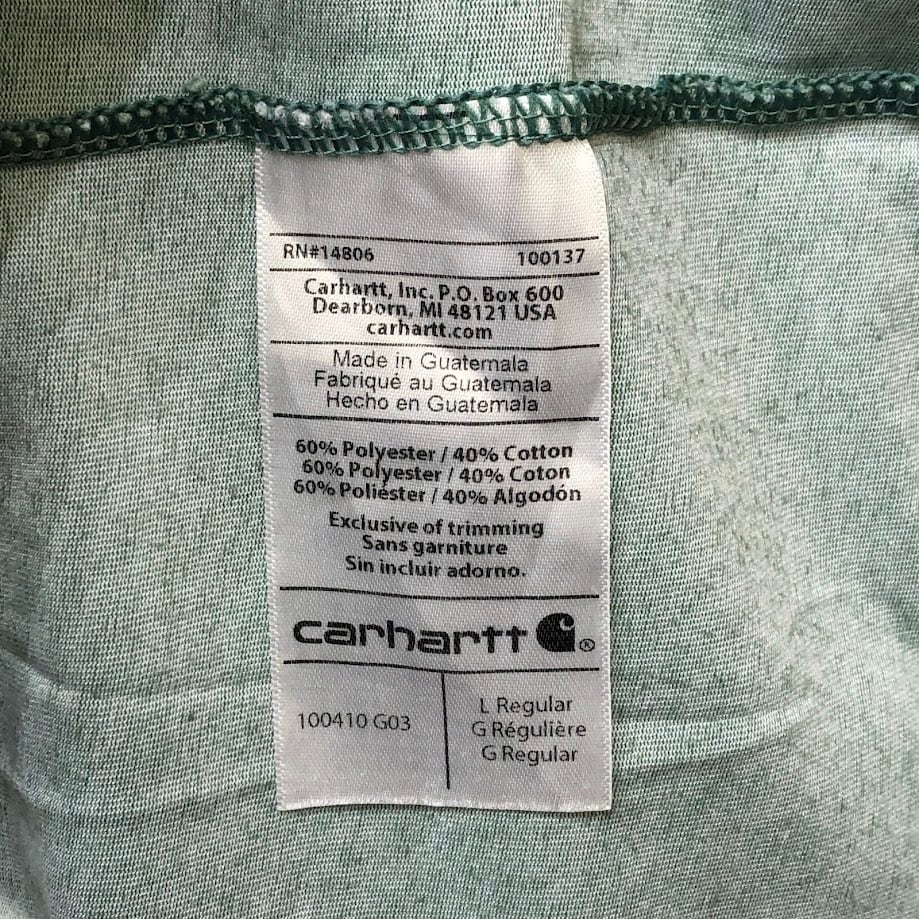 RN#14806 100137
Carhartt, Inc. P.O. Box 600
Dearborn, MI 48121 USA
carhartt.com
Made in Guatemala
Fabriqué au Guatemala
Hecho en Guatemala
60% Polyester / 40% Cotton
60% Polyester / 40% Coton
60% Poliéster / 40% Algodón
Exclusive of trimming
Sans garniture
Sin incluir adorno.
carhartt ®
100410 G03
L Regular
G Régulière
G Regular